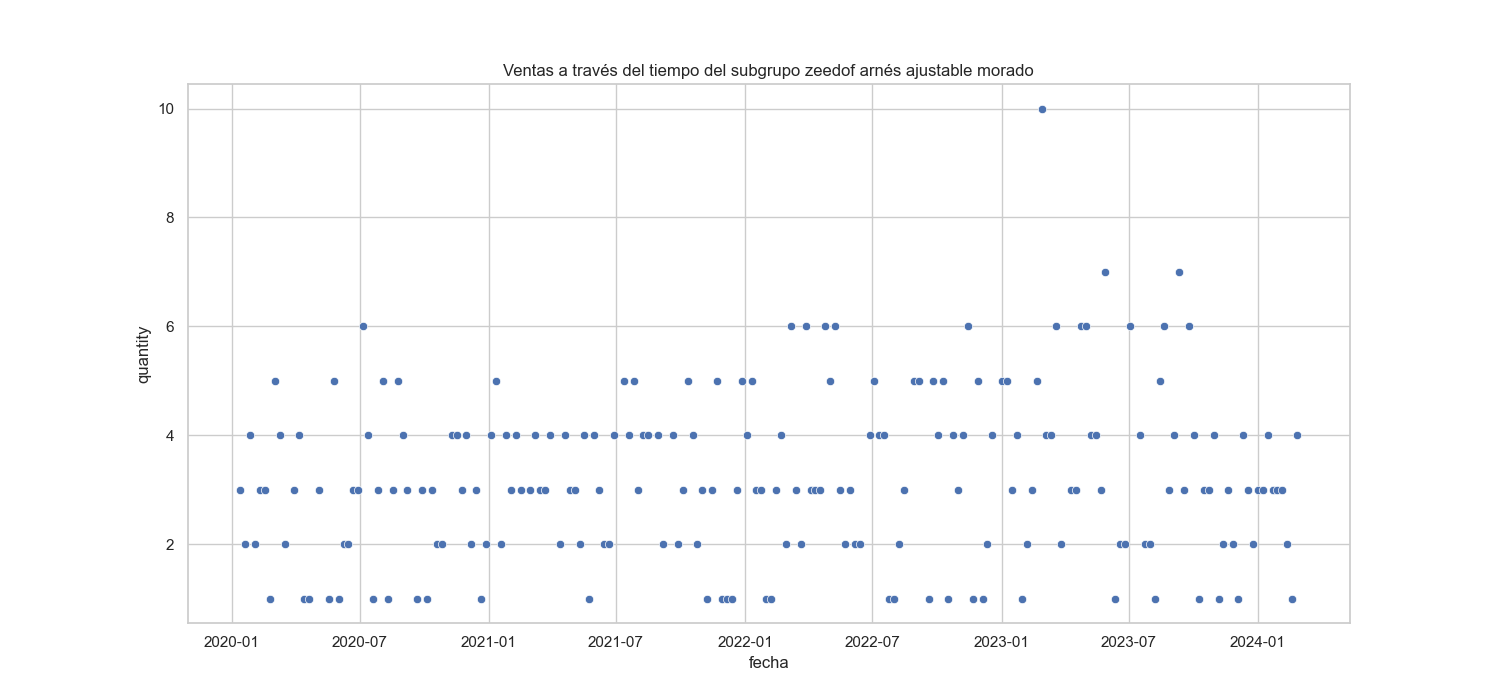 Ventas a través del tiempo del subgrupo zeedof arnés ajustable morado
10
8
6
4
2
quantity
2020-01 2020-07 2021-01 2021-07 2022-01 2022-07 2023-01 2023-07 2024-01
fecha